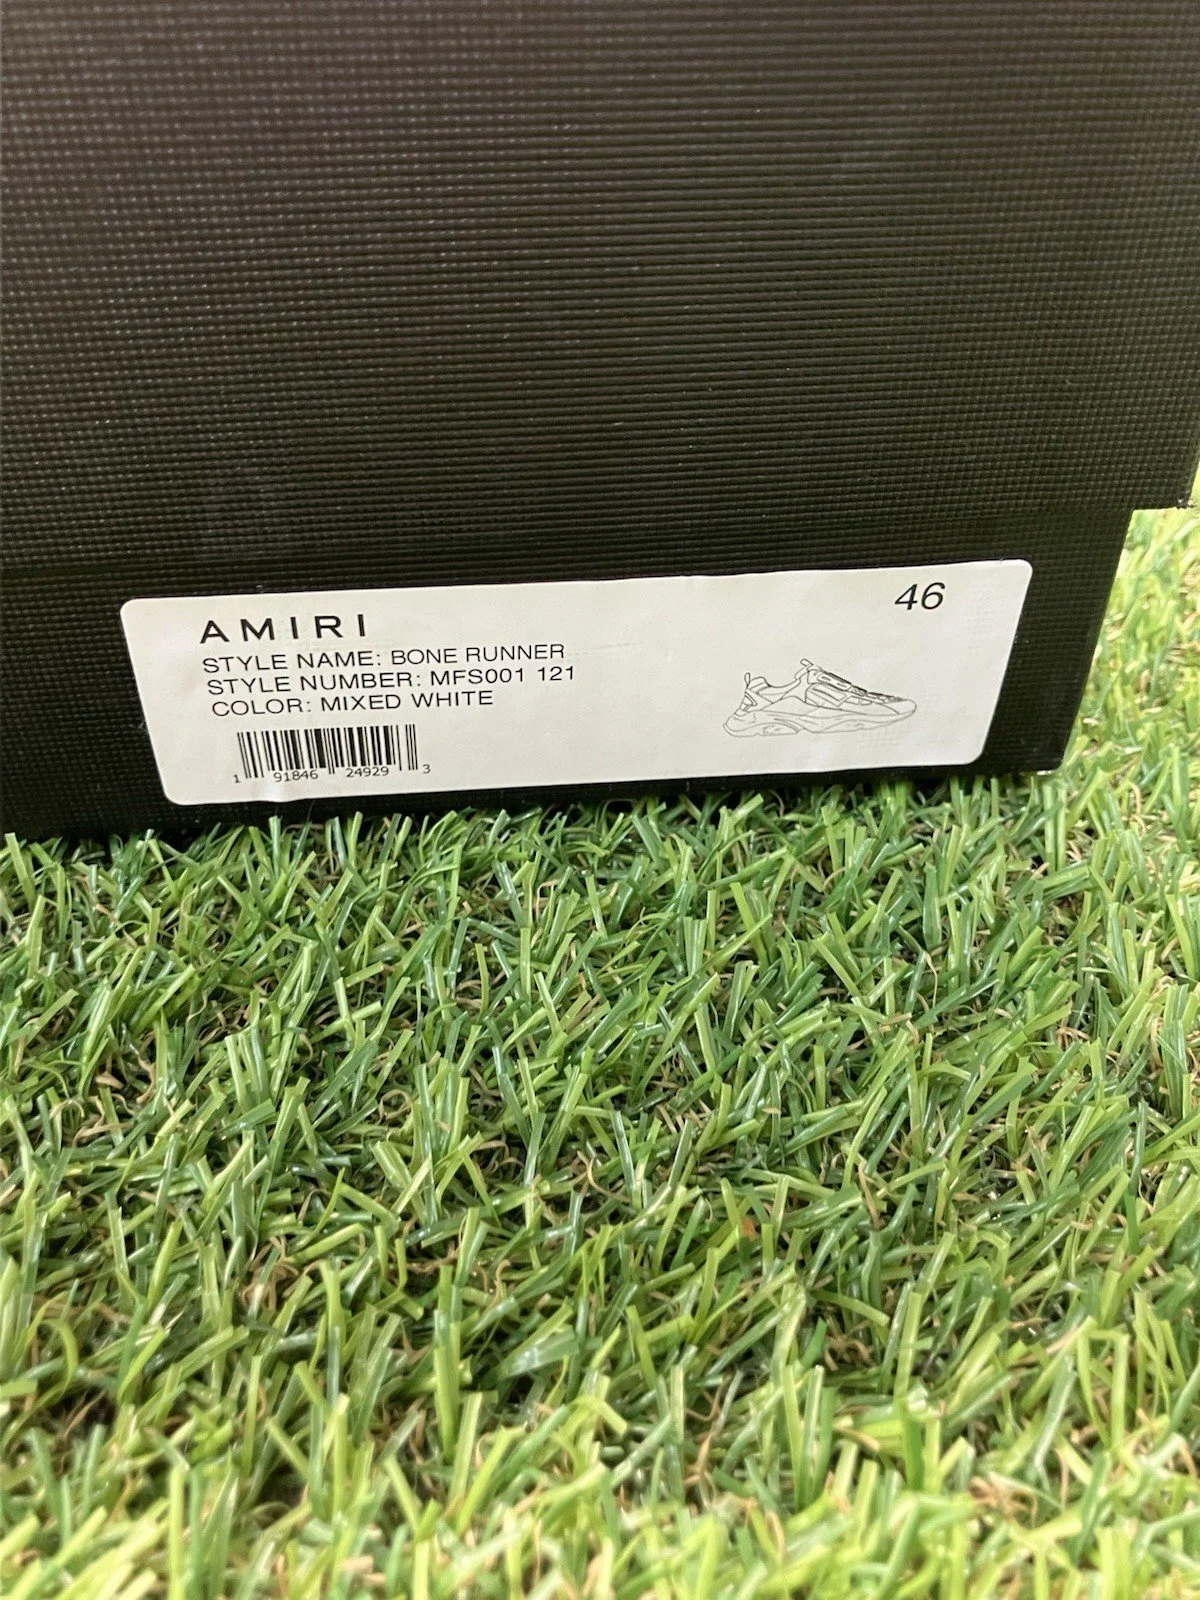 AMIRI
46
STYLE NAME: BONE RUNNER
STYLE NUMBER: MFS001 121
COLOR: MIXED WHITE
1 91846 24929 3